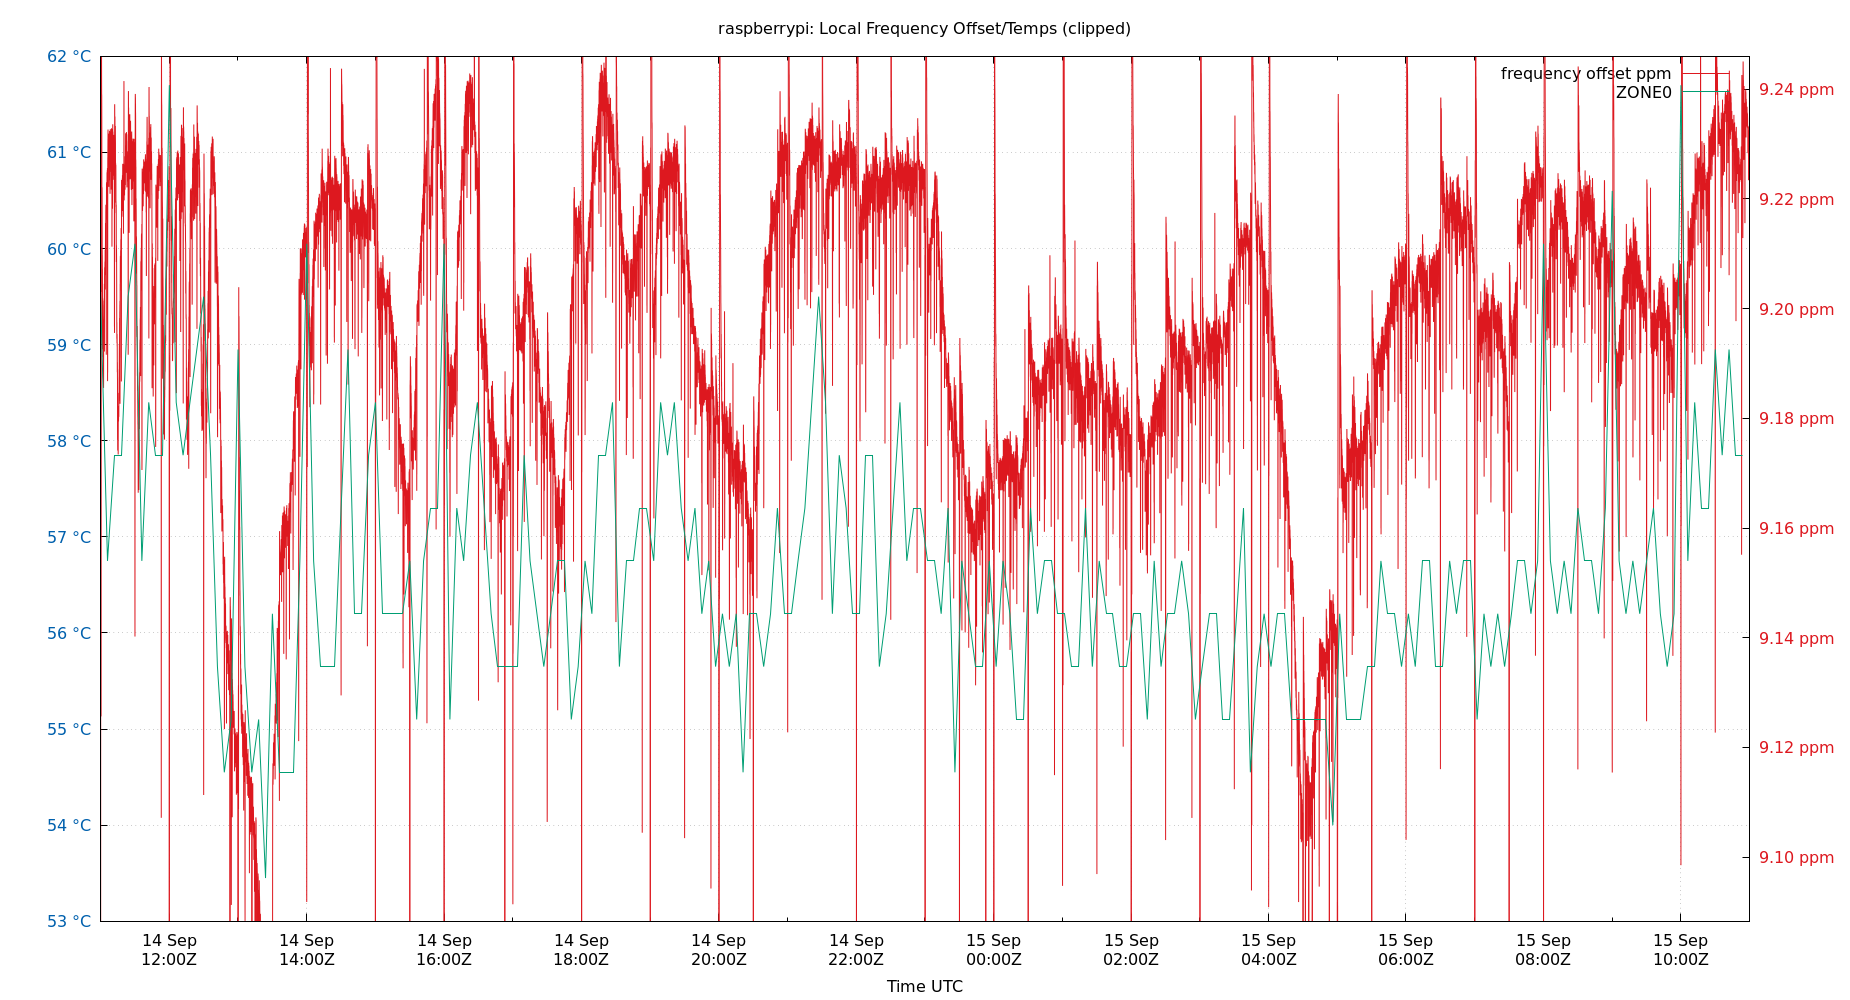 raspberrypi: Local Frequency Offset/Temps (clipped)
62 °C
61 °C
60 °C
59 °C
58 °C
57 °C
56 °C
55 °C
54 °C
53 °C
frequency offset ppm
ZONE0
9.24 ppm
9.22 ppm
9.20 ppm
9.18 ppm
9.16 ppm
9.14 ppm
9.12 ppm
9.10 ppm
14 Sep
12:00Z
14 Sep
14:00Z
14 Sep
16:00Z
14 Sep
18:00Z
14 Sep
20:00Z
14 Sep
22:00Z
15 Sep
00:00Z
15 Sep
02:00Z
15 Sep
04:00Z
15 Sep
06:00Z
15 Sep
08:00Z
15 Sep
10:00Z
Time UTC